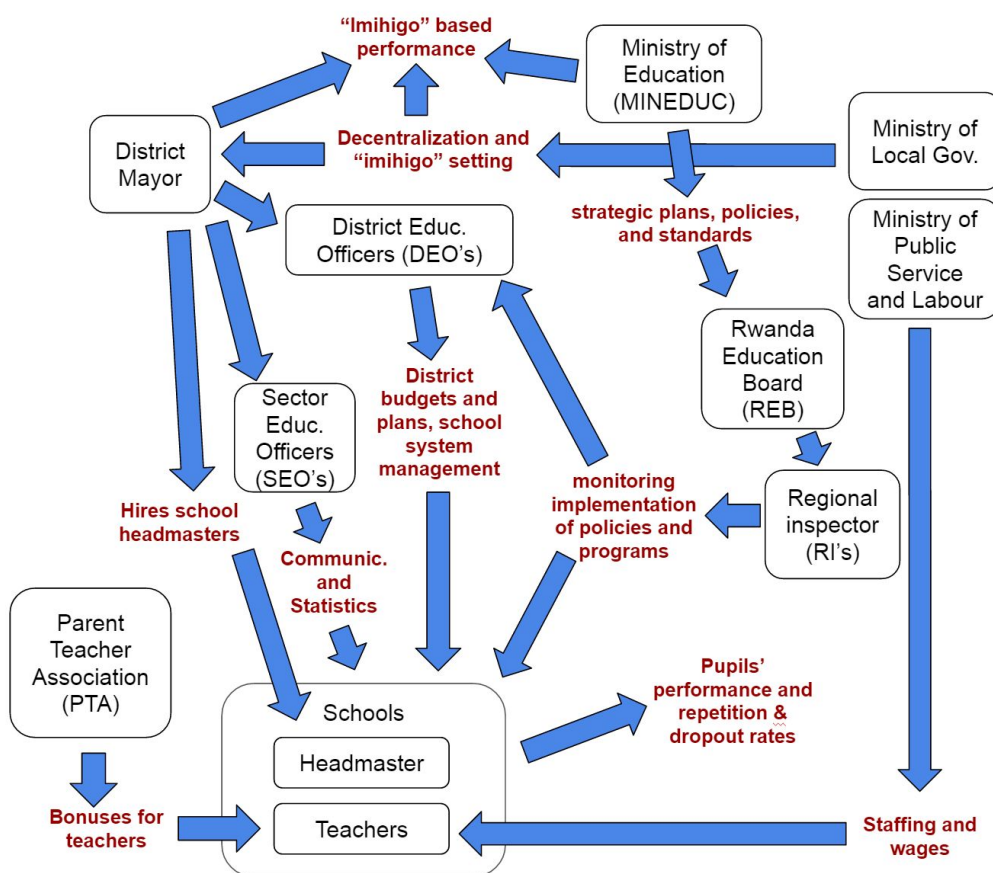 “Imihigo” based
performance
Ministry of
Education
(MINEDUC)
District
Mayor
Decentralization and
“imihigo” setting
Ministry of
Local Gov.
strategic plans, policies,
and standards
Ministry of
Public
Service
and Labour
District Educ.
Officers (DEO’s)
Rwanda
Education
Board
(REB)
Sector
Educ.
Officers
(SEO’s)
District
budgets and
plans, school
system
management
monitoring
implementation
of policies and
programs
Regional
inspector
(RI’s)
Hires school
headmasters
Communic.
and
Statistics
Parent
Teacher
Association
(PTA)
Schools
Headmaster
Teachers
Pupils’
performance and
repetition &
dropout rates
Bonuses for
teachers
Staffing and
wages